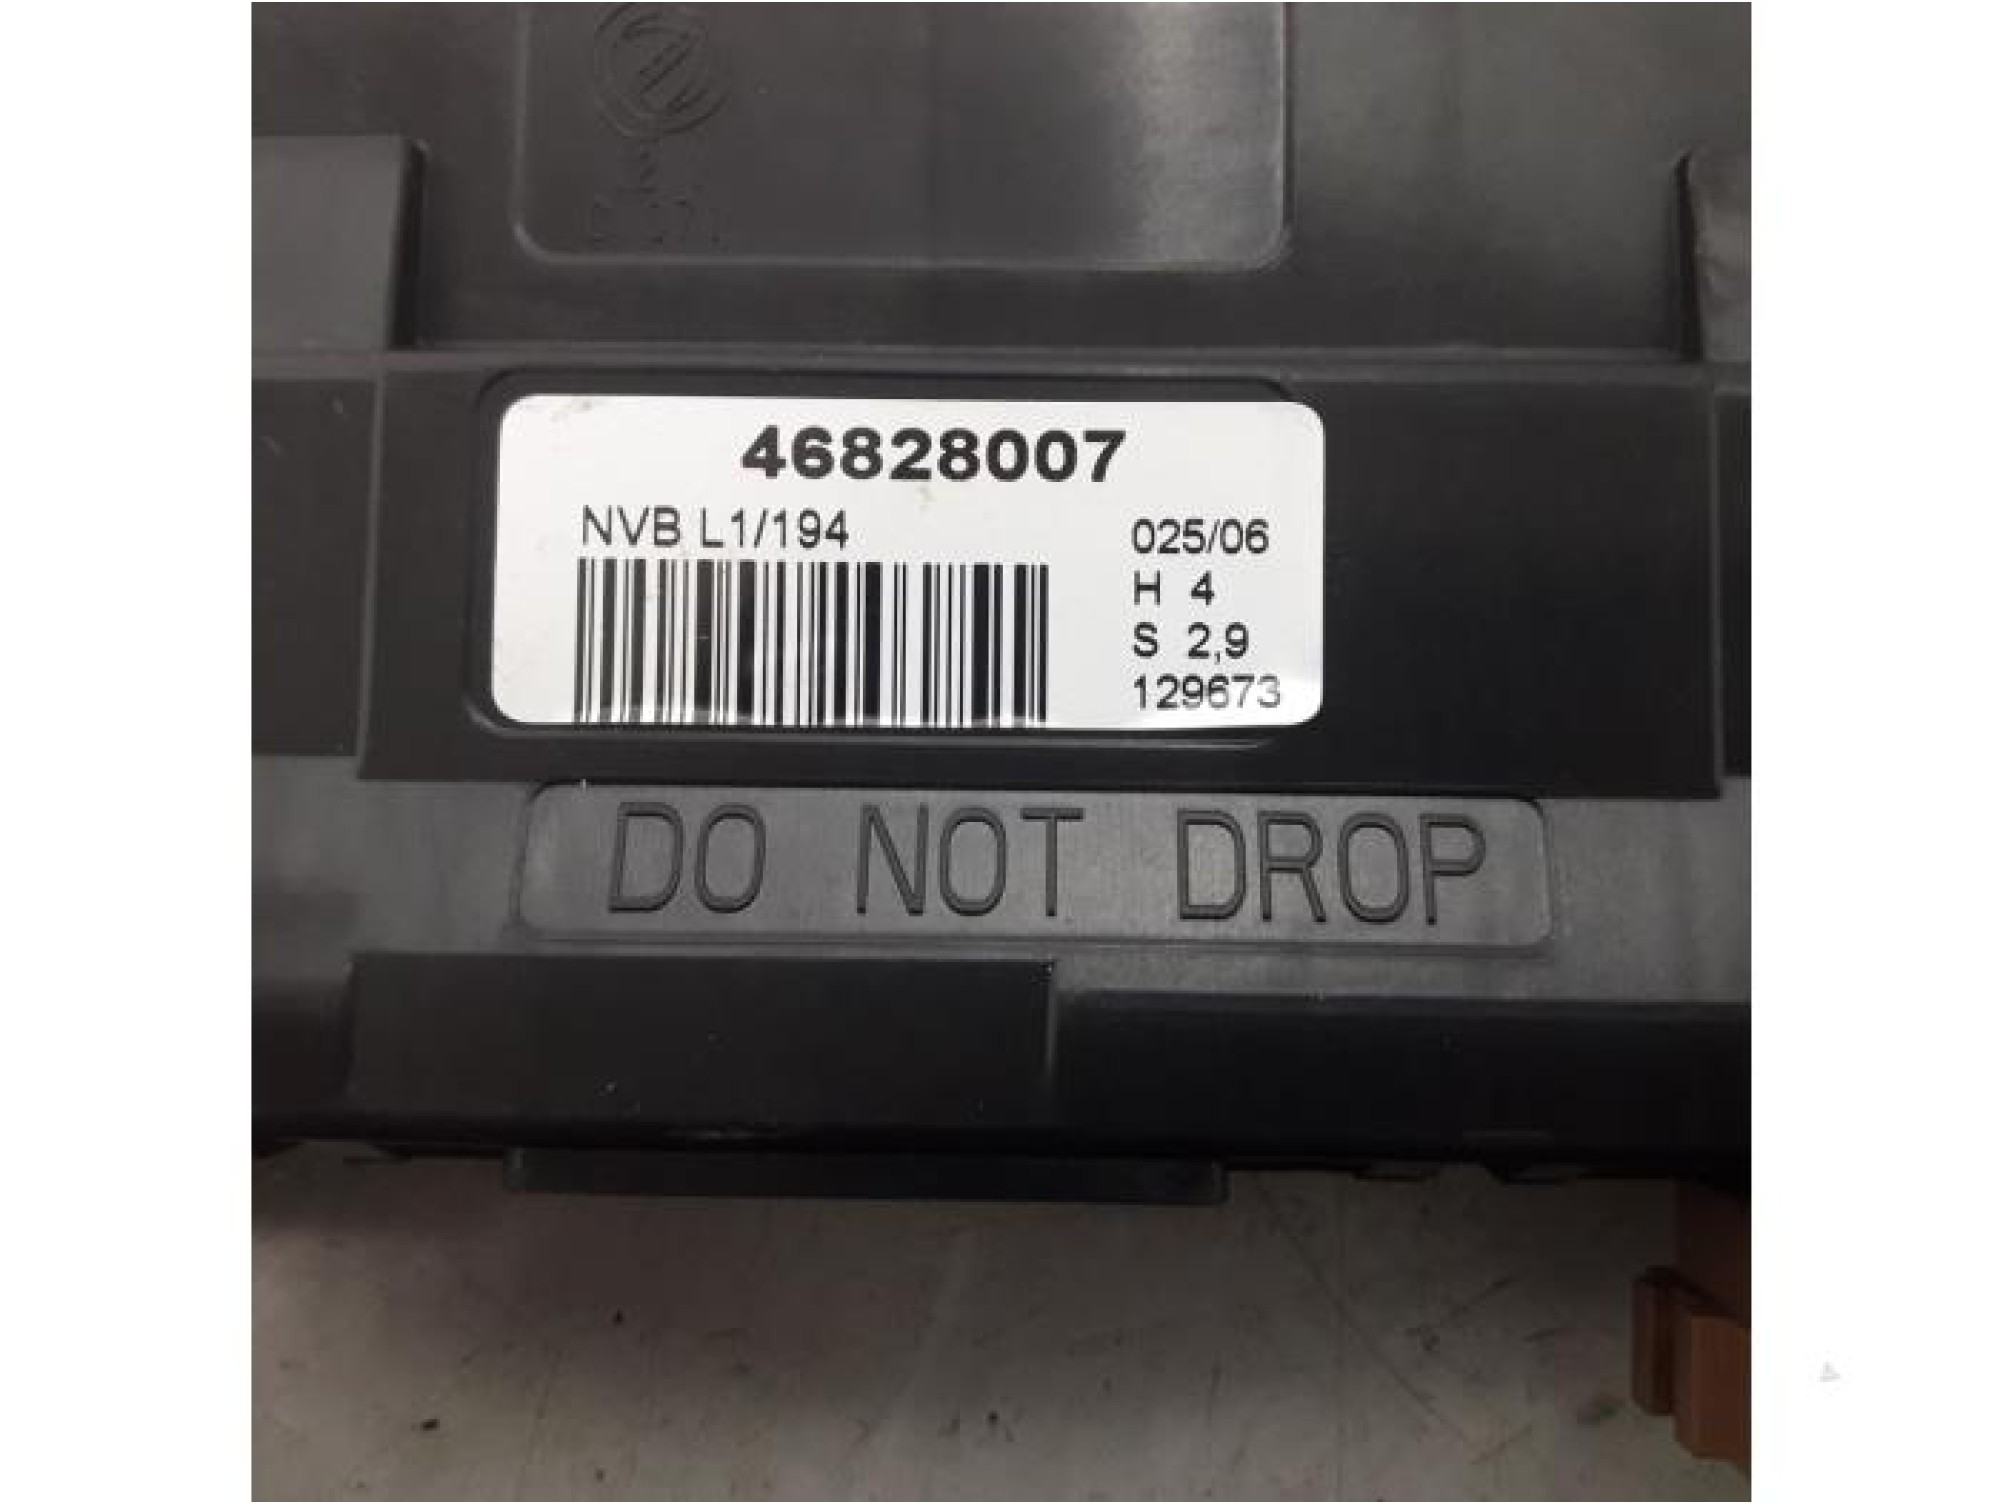 46828007
NVB L1/194
025/06
H 4
S 2,9
129673
DO NOT DROP